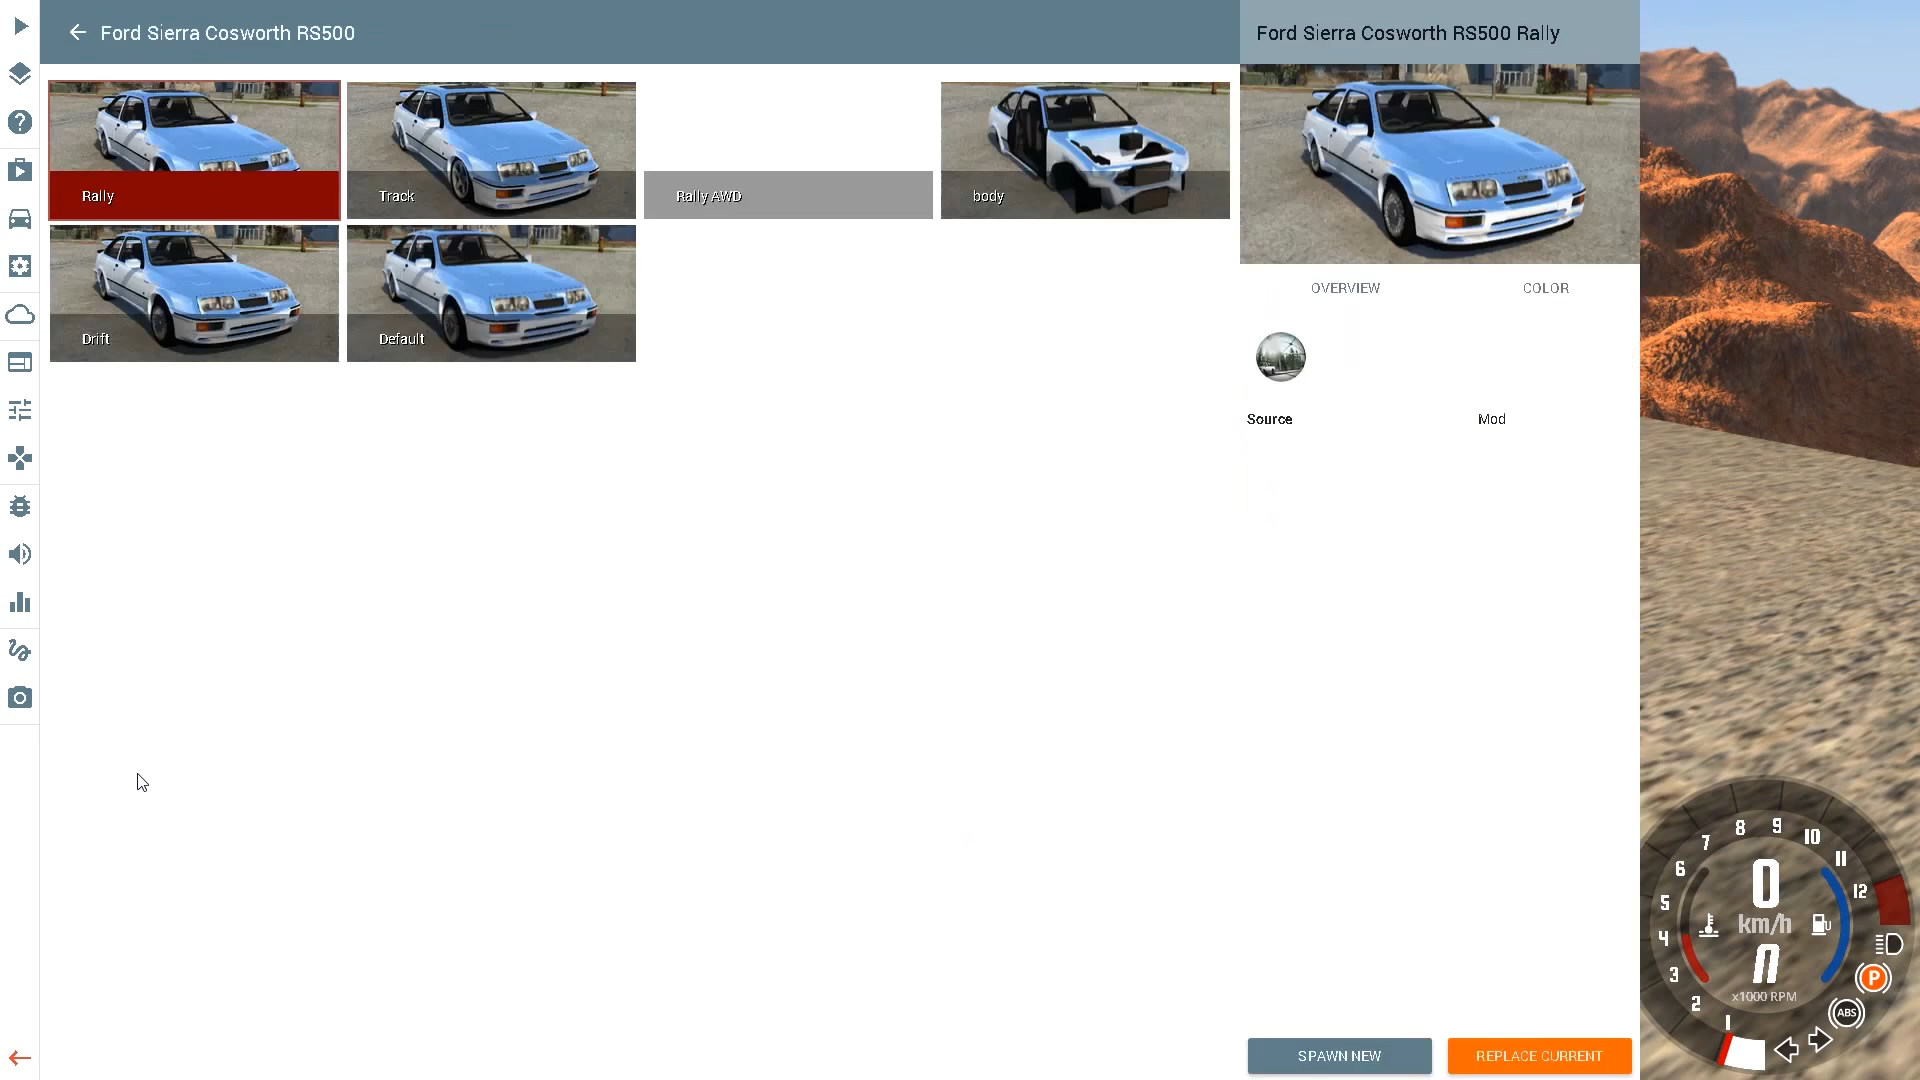 Ford Sierra Cosworth RS500
Ford Sierra Cosworth RS500 Rally
Rally
Track
Rally AWD
body
Drift
Default
OVERVIEW
COLOR
Source
Mod
SPAWN NEW
REPLACE CURRENT
1
2
3
4
5
6
7
8
9
10
11
12
0
km/h
n
x1000 RPM
P
ABS